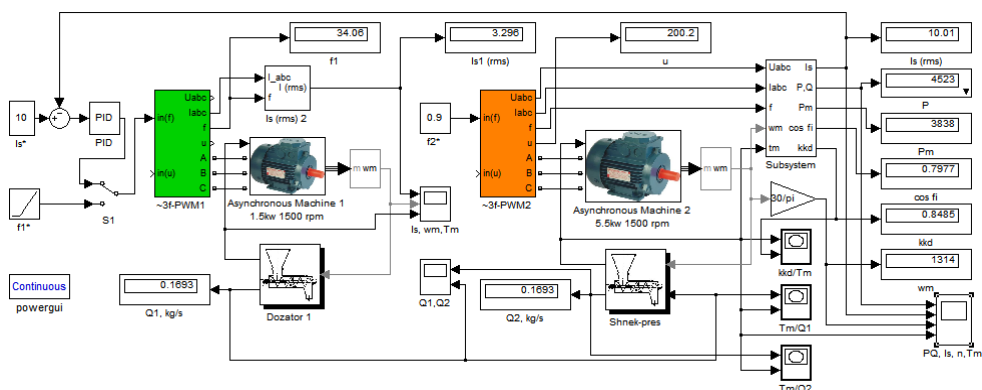 34.06
f1
3.296
Is1 (rms)
200.2
u
10.01
Is (rms)
10
Is*
PID
PID
in(f)
in(u)
Uabc
Iabc
f
u
A
B
C
~3f-PWM1
I_abc
I (rms)
f
Is (rms) 2
0.9
f2*
in(f)
in(u)
Uabc
Iabc
f
u
A
B
C
~3f-PWM2
Uabc
Iabc
f
wm
tm
Is
P,Q
Pm
cos fi
kkd
Subsystem
4523
P
3838
Pm
0.7977
cos fi
0.8485
kkd
1314
wm
f1*
S1
Asynchronous Machine 1
1.5kw 1500 rpm
m wm
Is, wm,Tm
Asynchronous Machine 2
5.5kw 1500 rpm
m wm
30/pi
kkd/Tm
Continuous
powergui
0.1693
Q1, kg/s
Dozator 1
Q1,Q2
0.1693
Q2, kg/s
Shnek-pres
Tm/Q1
Tm/Q2
PQ, Is, n,Tm